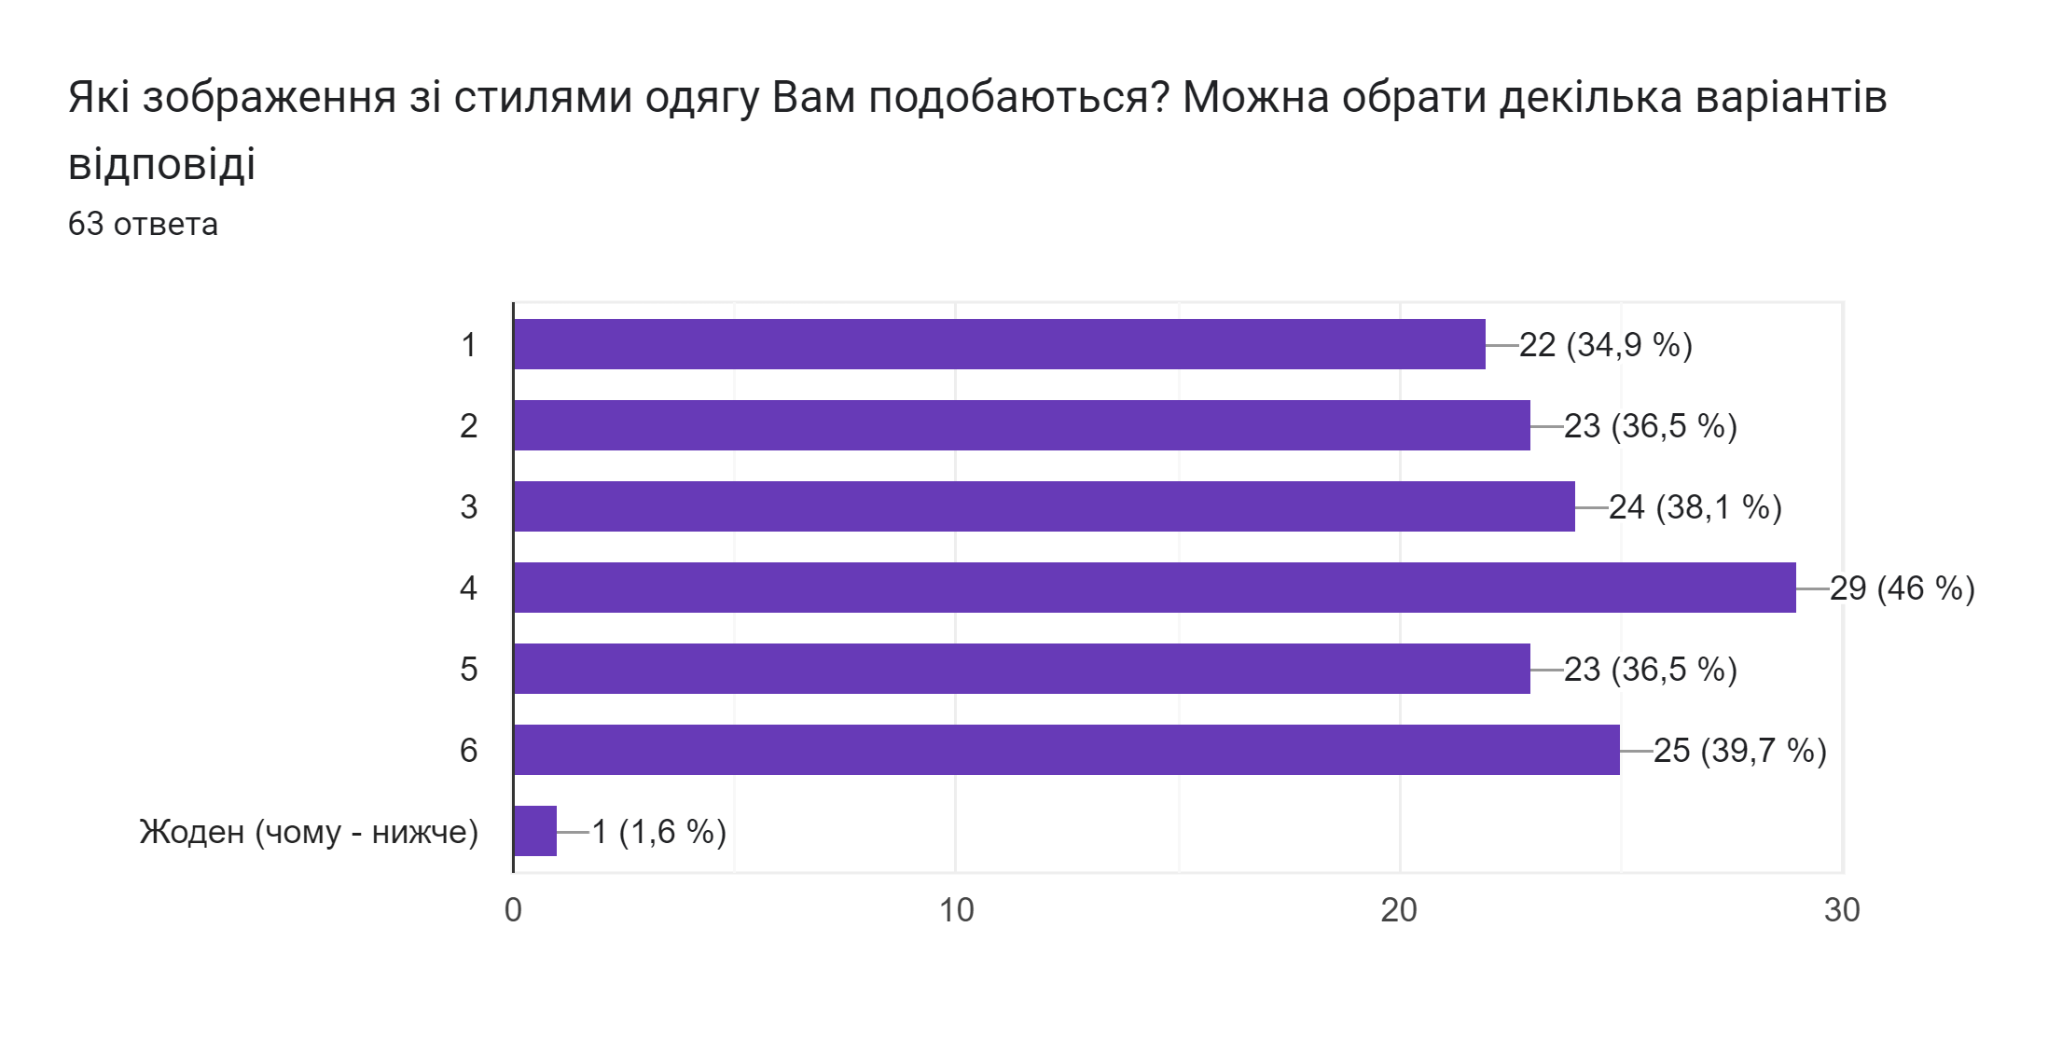 Які зображення зі стилями одягу Вам подобаються? Можна обрати декілька варіантів
відповіді
63 ответа
1 22 (34,9 %)
2 23 (36,5 %)
3 24 (38,1 %)
4 29 (46 %)
5 23 (36,5 %)
6 25 (39,7 %)
Жоден (чому - нижче) 1 (1,6 %)
0 10 20 30